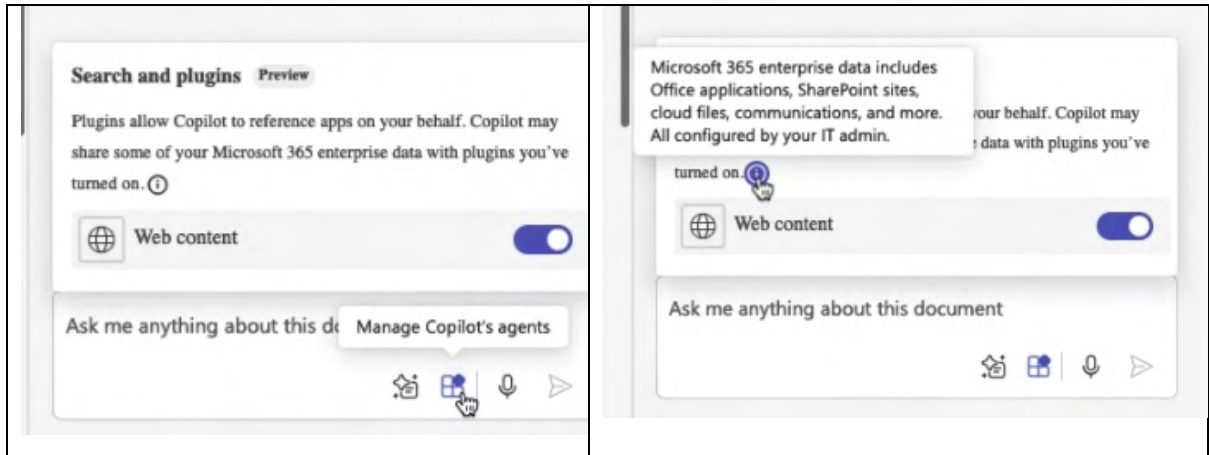 Search and plugins Preview
Plugins allow Copilot to reference apps on your behalf. Copilot may
share some of your Microsoft 365 enterprise data with plugins you've
turned on.
Web content
Ask me anything about this do
Manage Copilot's agents
Microsoft 365 enterprise data includes
Office applications, SharePoint sites,
cloud files, communications, and more.
All configured by your IT admin.
your behalf. Copilot may
data with plugins you've
turned on.
Web content
Ask me anything about this document